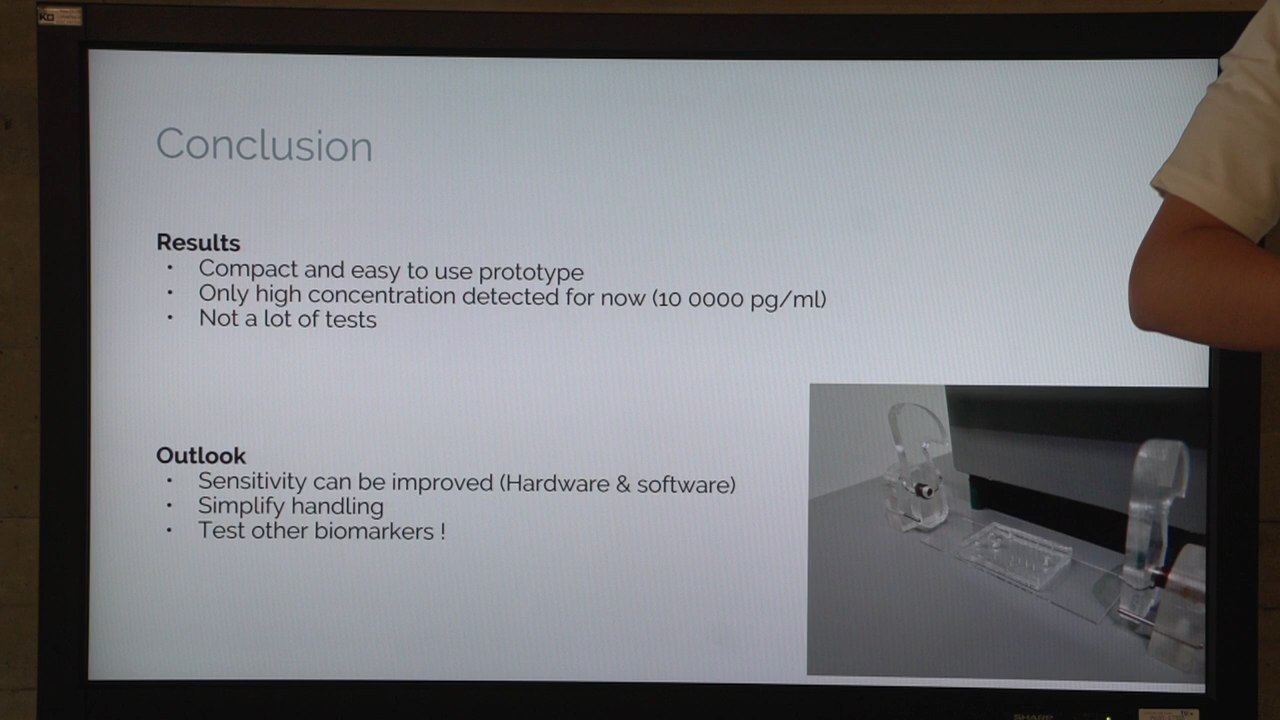 Conclusion
Results
• Compact and easy to use prototype
• Only high concentration detected for now (10 0000 pg/ml)
• Not a lot of tests
Outlook
• Sensitivity can be improved (Hardware & software)
• Simplify handling
• Test other biomarkers !
SHARP